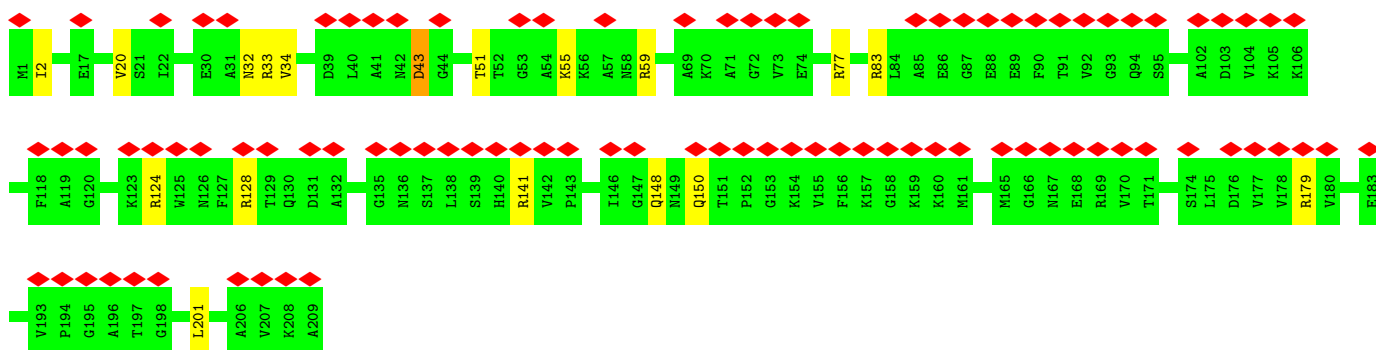 M1 I2 E17 V20 S21 I22 E30 A31 N32 R33 V34 D39 L40 A41 N42 D43 G44 T51 T52 G53 A54 K55 K56 A57 N58 R59 A69 K70 A71 G72 V73 E74 R77 R83 L84 A85 E86 G87 E88 E89 F90 T91 V92 G93 Q94 S95 A102 D103 V104 K105 K106
F118 A119 G120 K123 R124 W125 N126 F127 R128 T129 Q130 D131 A132 G135 N136 S137 L138 S139 H140 R141 V142 P143 I146 G147 Q148 N149 Q150 T151 P152 G153 K154 V155 F156 K157 G158 K159 K160 M161 M165 G166 N167 E168 R169 V170 T171 S174 L175 D176 V177 V178 R179 V180 E183
V193 P194 G195 A196 T197 G198 L201 A206 V207 K208 A209